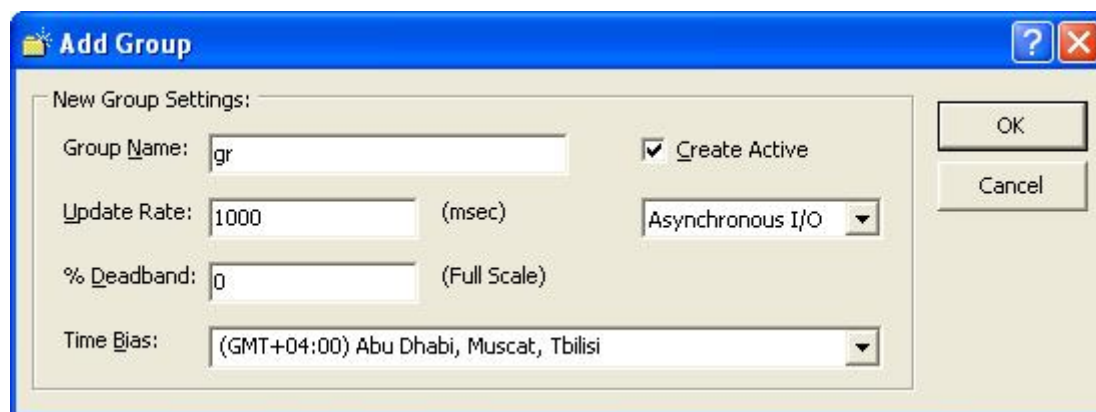 Add Group
New Group Settings:
Group Name: gr
Create Active
OK
Cancel
Update Rate: 1000 (msec) Asynchronous I/O
% Deadband: 0 (Full Scale)
Time Bias: (GMT+04:00) Abu Dhabi, Muscat, Tbilisi